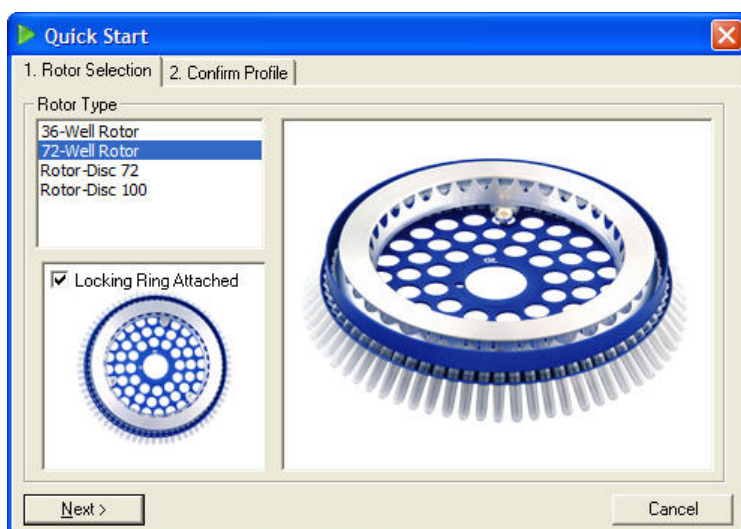 Quick Start
1. Rotor Selection
2. Confirm Profile
Rotor Type
36-Well Rotor
72-Well Rotor
Rotor-Disc 72
Rotor-Disc 100
Locking Ring Attached
Next >
Cancel